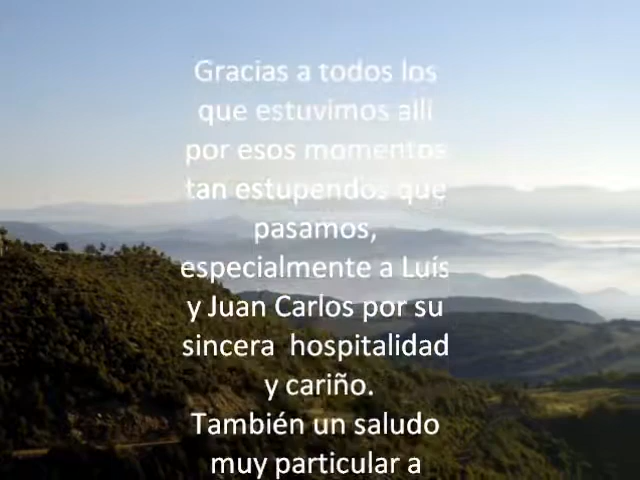 Gracias a todos los
que estuvimos allí
por esos momentos
tan estupendos que
pasamos,
especialmente a Luís
y Juan Carlos por su
sincera hospitalidad
y cariño.
También un saludo
muy particular a